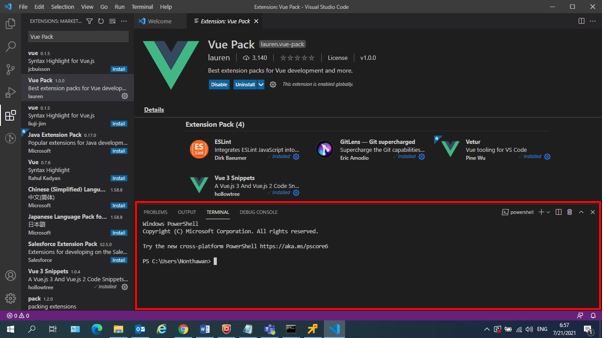 File Edit Selection View Go Run Terminal Help
Extension: Vue Pack - Visual Studio Code
EXTENSIONS: MARKET...
Vue Pack
vue 0.1.5
Syntax Highlight for Vue.js
jcbuisson Install
Vue Pack 1.0.0
Best extension packs for Vue develop...
lauren
vue 0.1.5
Syntax Highlight for Vue.js
liuji-jim Install
Java Extension Pack 0.17.0
Popular extensions for Java developm...
Microsoft Install
Vue 0.7.6
Syntax Highlighting
Rahul Kadyan Install
Chinese (Simplified) Langu...
中文(简体)
Microsoft Install
Japanese Language Pack fo...
日本語
Microsoft Install
Salesforce Extension Pack 52.5.0
Extensions for developing on the Sale...
Salesforce Install
Vue 3 Snippets 1.0.4
A Vue.js 3 And Vue.js 2 Code Snippets...
hollowtree Installed
pack 1.2.0
packing extensions
Welcome
Extension: Vue Pack
Vue Pack lauren.vue-pack
lauren 3,140 License v1.0.0
Best extension packs for Vue development and more.
Disable Uninstall This extension is enabled globally.
Details
Extension Pack (4)
ESLint
Integrates ESLint JavaScript into...
Dirk Baeumer Installed
GitLens — Git supercharged
Supercharge the Git capabilities...
Eric Amodio Installed
Vetur
Vue tooling for VS Code
Pine Wu Installed
Vue 3 Snippets
A Vue.js 3 And Vue.js 2 Code Sn...
hollowtree Installed
PROBLEMS OUTPUT TERMINAL DEBUG CONSOLE
powershell
Windows PowerShell
Copyright (C) Microsoft Corporation. All rights reserved.
Try the new cross-platform PowerShell https://aka.ms/pscore6
PS C:\Users\Nonthawan>
0 0
ENG
6:57
7/21/2021